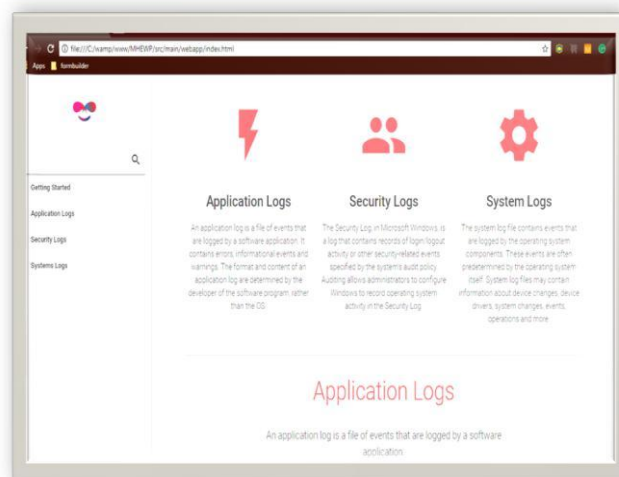 file:///C:/wamp/www/MHEWP/src/main/webapp/index.html
Apps formbuilder
Getting Started
Application Logs
Security Logs
Systems Logs
Application Logs
An application log is a file of events that
are logged by a software application. It
contains errors, informational events and
warnings. The format and content of an
application log are determined by the
developer of the software program, rather
than the OS.
Security Logs
The Security Log, in Microsoft Windows, is
a log that contains records of login/logout
activity or other security-related events
specified by the system's audit policy.
Auditing allows administrators to configure
Windows to record operating system
activity in the Security Log.
System Logs
The system log file contains events that
are logged by the operating system
components. These events are often
predetermined by the operating system
itself. System log files may contain
information about device changes, device
drivers, system changes, events,
operations and more.
Application Logs
An application log is a file of events that are logged by a software
application.